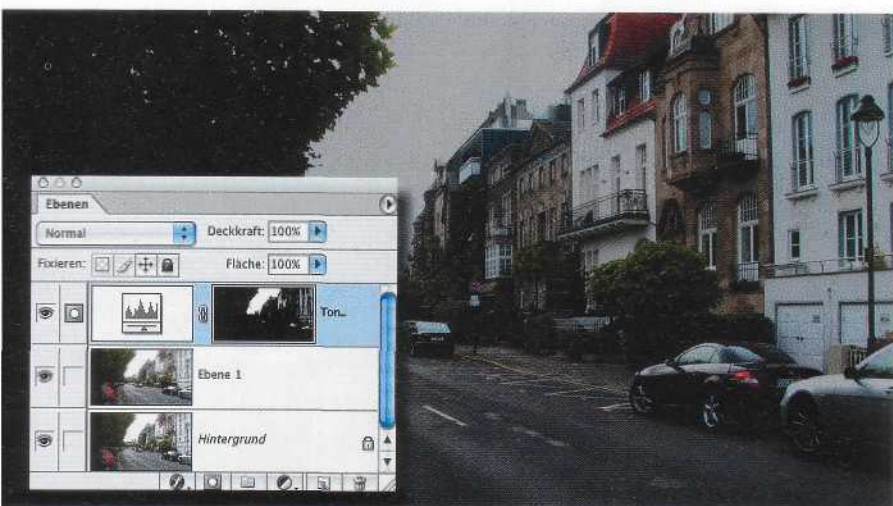 Ebenen
Normal
Deckkraft: 100%
Fixieren:
Fläche: 100%
Ton...
Ebene 1
Hintergrund